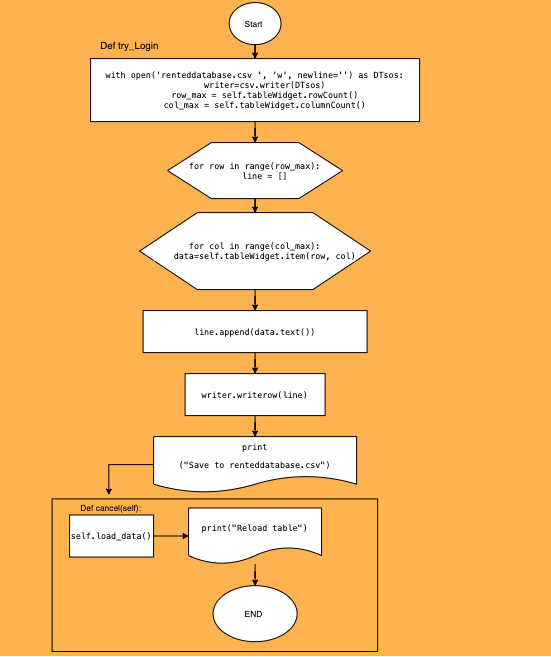 Start
Def try_Login
with open('renteddatabase.csv ', 'w', newline='') as DTsos:
writer=csv.writer(DTsos)
row_max = self.tableWidget.rowCount()
col_max = self.tableWidget.columnCount()
for row in range(row_max):
line = []
for col in range(col_max):
data=self.tableWidget.item(row, col)
line.append(data.text())
writer.writerow(line)
print
("Save to renteddatabase.csv")
Def cancel(self):
self.load_data()
print("Reload table")
END